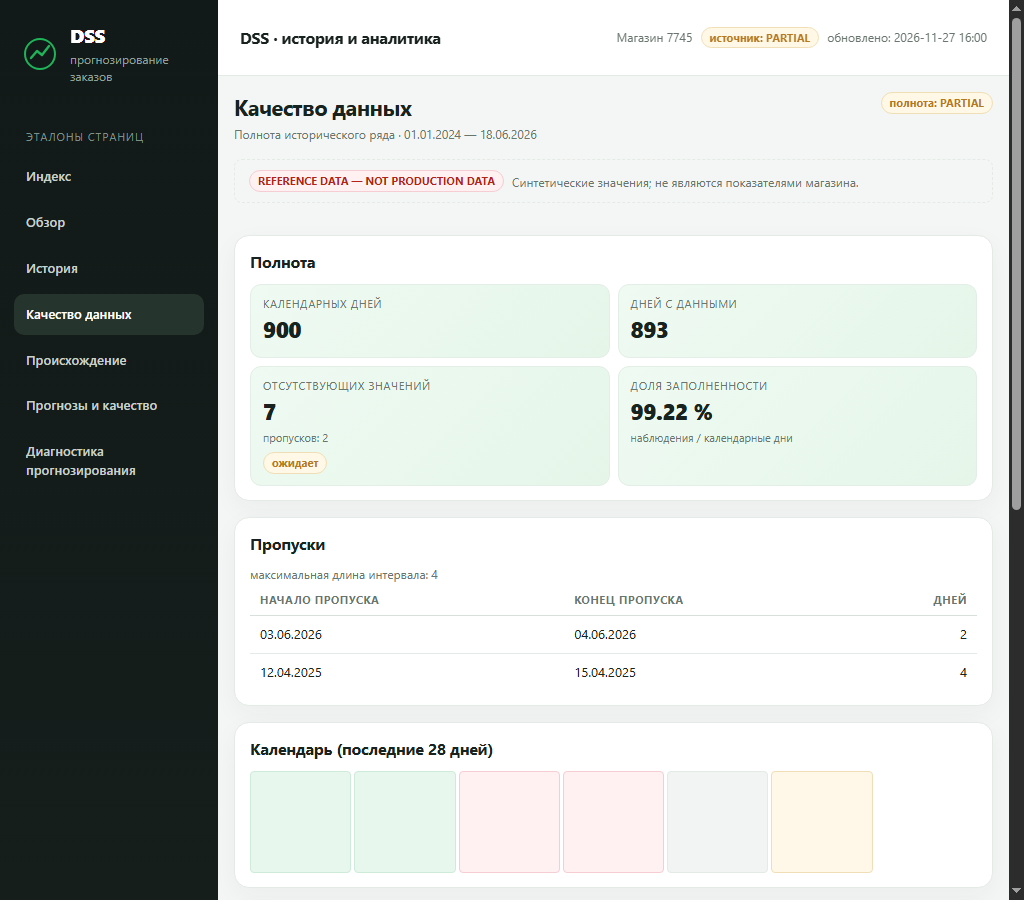 DSS
прогнозирование
заказов
ЭТАЛОНЫ СТРАНИЦ
Индекс
Обзор
История
Качество данных
Происхождение
Прогнозы и качество
Диагностика
прогнозирования
DSS · история и аналитика
Магазин 7745
источник: PARTIAL
обновлено: 2026-11-27 16:00
Качество данных
полнота: PARTIAL
Полнота исторического ряда · 01.01.2024 — 18.06.2026
REFERENCE DATA — NOT PRODUCTION DATA
Синтетические значения; не являются показателями магазина.
Полнота
КАЛЕНДАРНЫХ ДНЕЙ
900
ДНЕЙ С ДАННЫМИ
893
ОТСУТСТВУЮЩИХ ЗНАЧЕНИЙ
7
пропусков: 2
ожидает
ДОЛЯ ЗАПОЛНЕННОСТИ
99.22 %
наблюдения / календарные дни
Пропуски
максимальная длина интервала: 4
НАЧАЛО ПРОПУСКА КОНЕЦ ПРОПУСКА ДНЕЙ
03.06.2026 04.06.2026 2
12.04.2025 15.04.2025 4
Календарь (последние 28 дней)